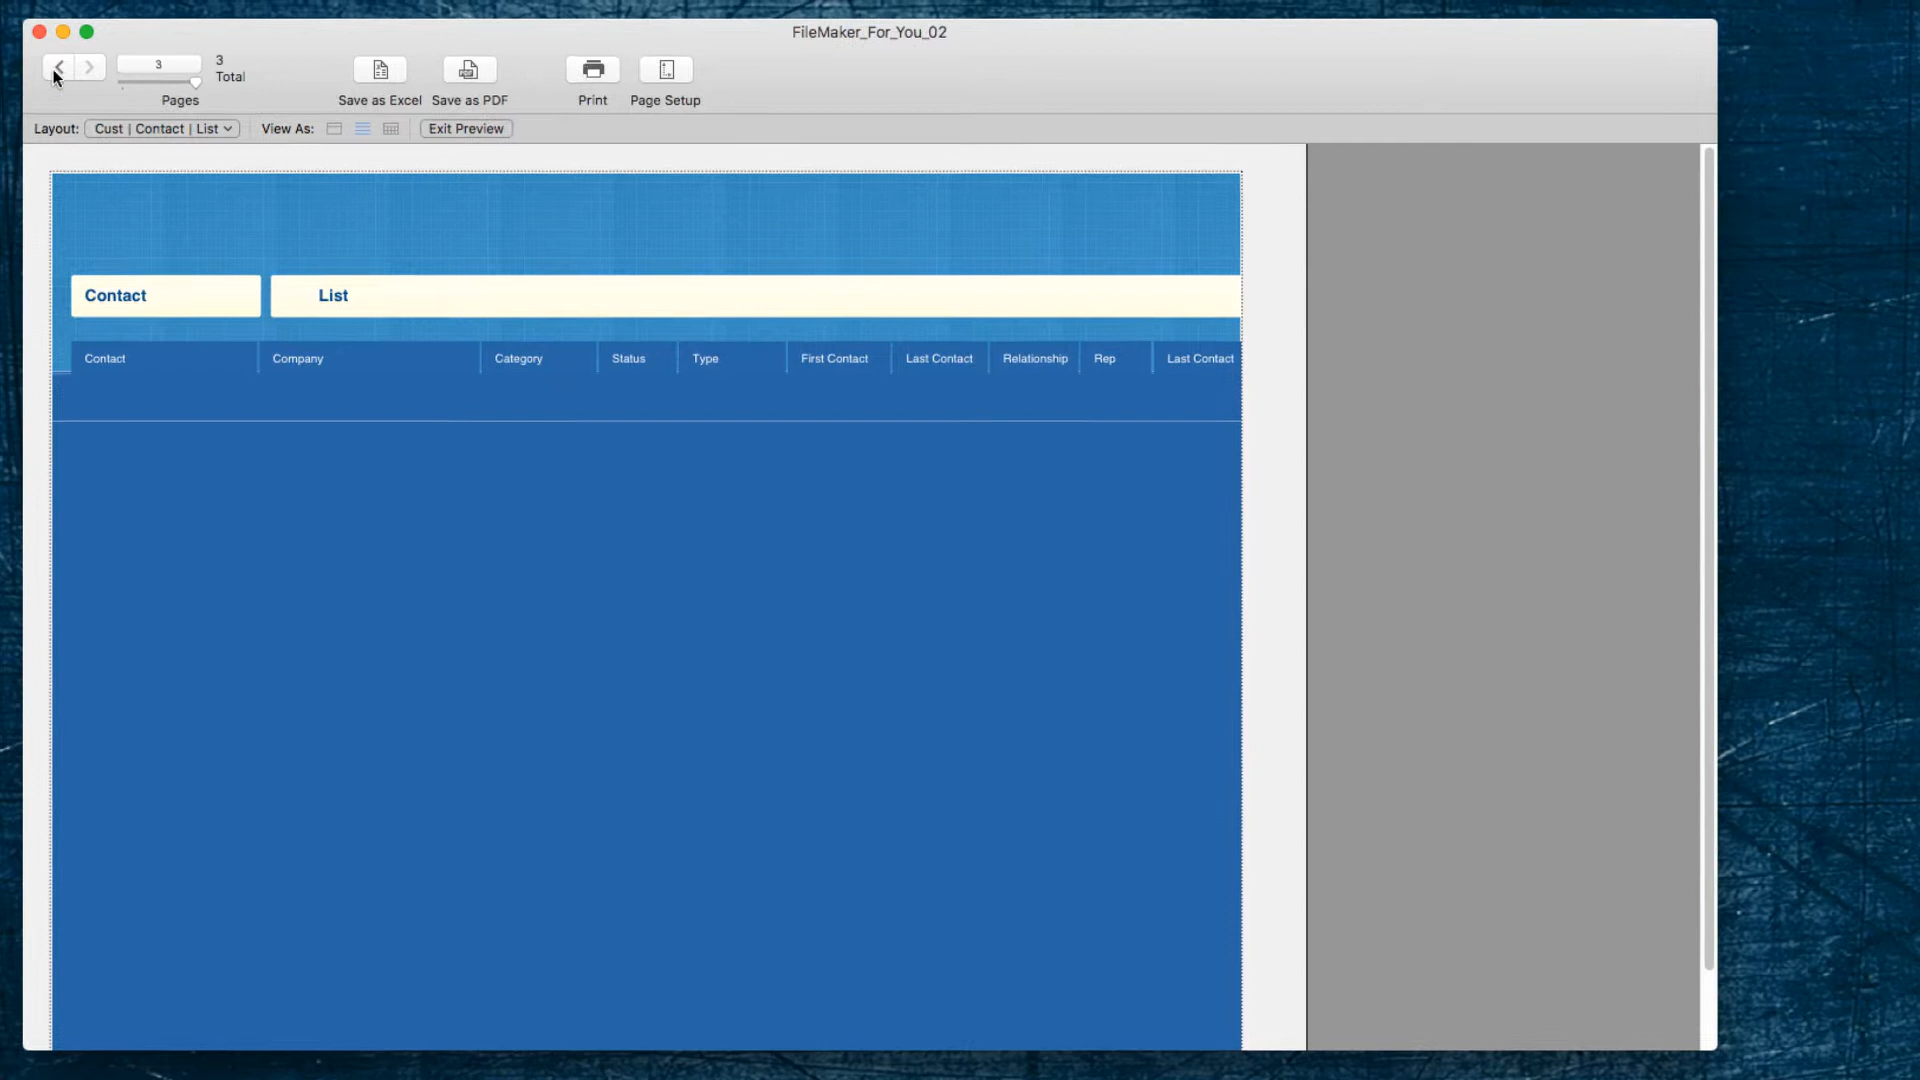 FileMaker_For_You_02
3
3
Total
Pages
Save as Excel
Save as PDF
Print
Page Setup
Layout:
Cust | Contact | List
View As:
Exit Preview
Contact
List
Contact
Company
Category
Status
Type
First Contact
Last Contact
Relationship
Rep
Last Contact